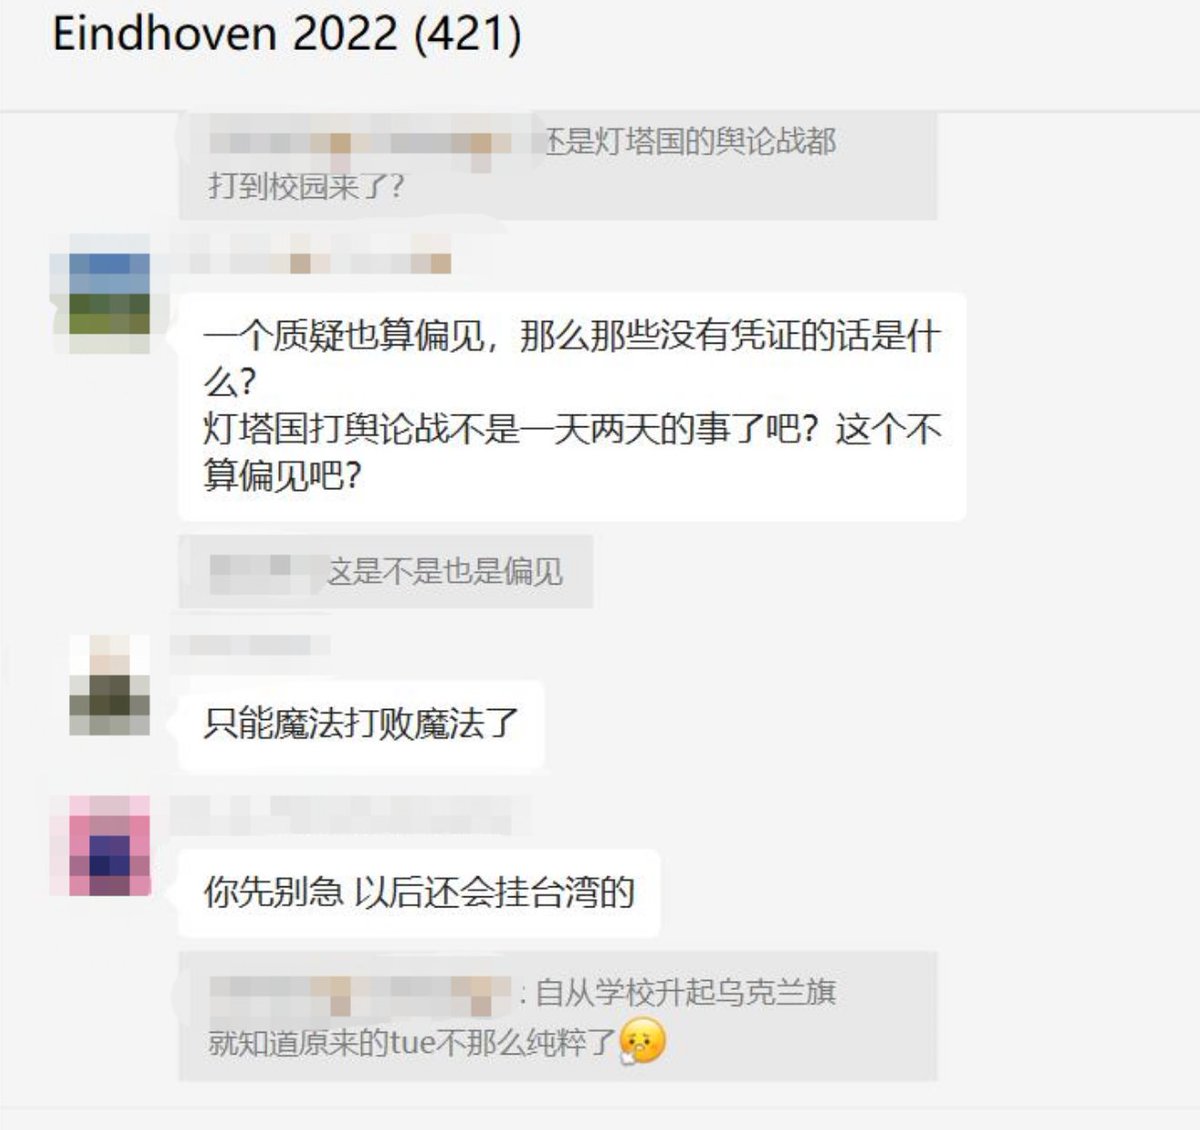 Eindhoven 2022 (421)
还是灯塔国的舆论战都
打到校园来了?
一个质疑也算偏见，那么那些没有凭证的话是什
么?
灯塔国打舆论战不是一天两天的事了吧? 这个不
算偏见吧?
这是不是也是偏见
只能魔法打败魔法了
你先别急 以后还会挂台湾的
: 自从学校升起乌克兰旗
就知道原来的tue不那么纯粹了